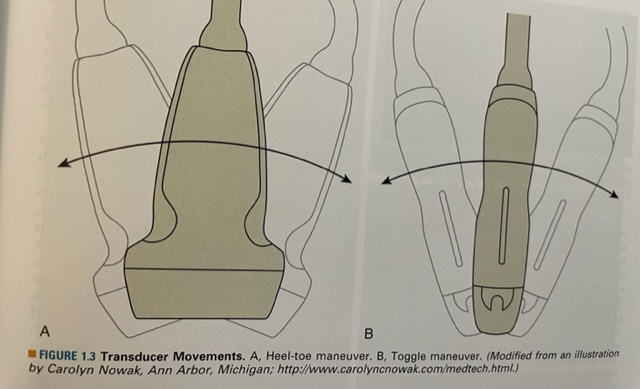 A
B
FIGURE 1.3 Transducer Movements. A, Heel-toe maneuver. B, Toggle maneuver. (Modified from an illustration
by Carolyn Nowak, Ann Arbor, Michigan; http://www.carolyncnowak.com/medtech.html.)